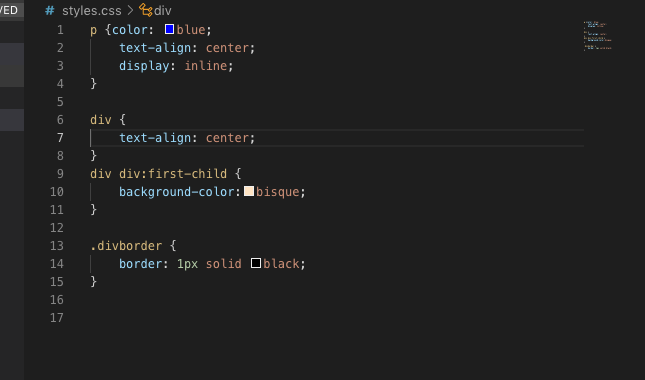 VED # styles.css > div
1 p {color: blue;
2 text-align: center;
3 display: inline;
4 }
5
6 div {
7 text-align: center;
8 }
9 div div:first-child {
10 background-color: bisque;
11 }
12
13 .divborder {
14 border: 1px solid black;
15 }
16
17